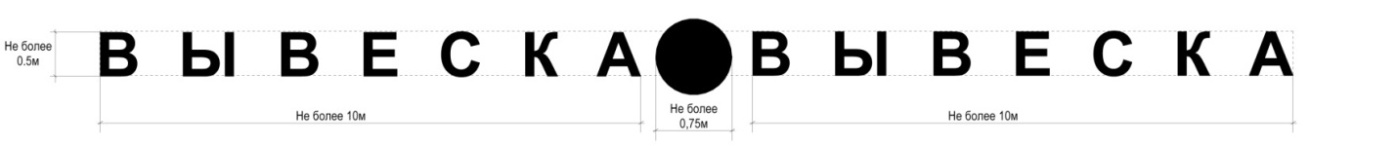 Не более
0.5м
В Ы В Е С К А В Ы В Е С К А
Не более 10м
Не более
0,75м
Не более 10м